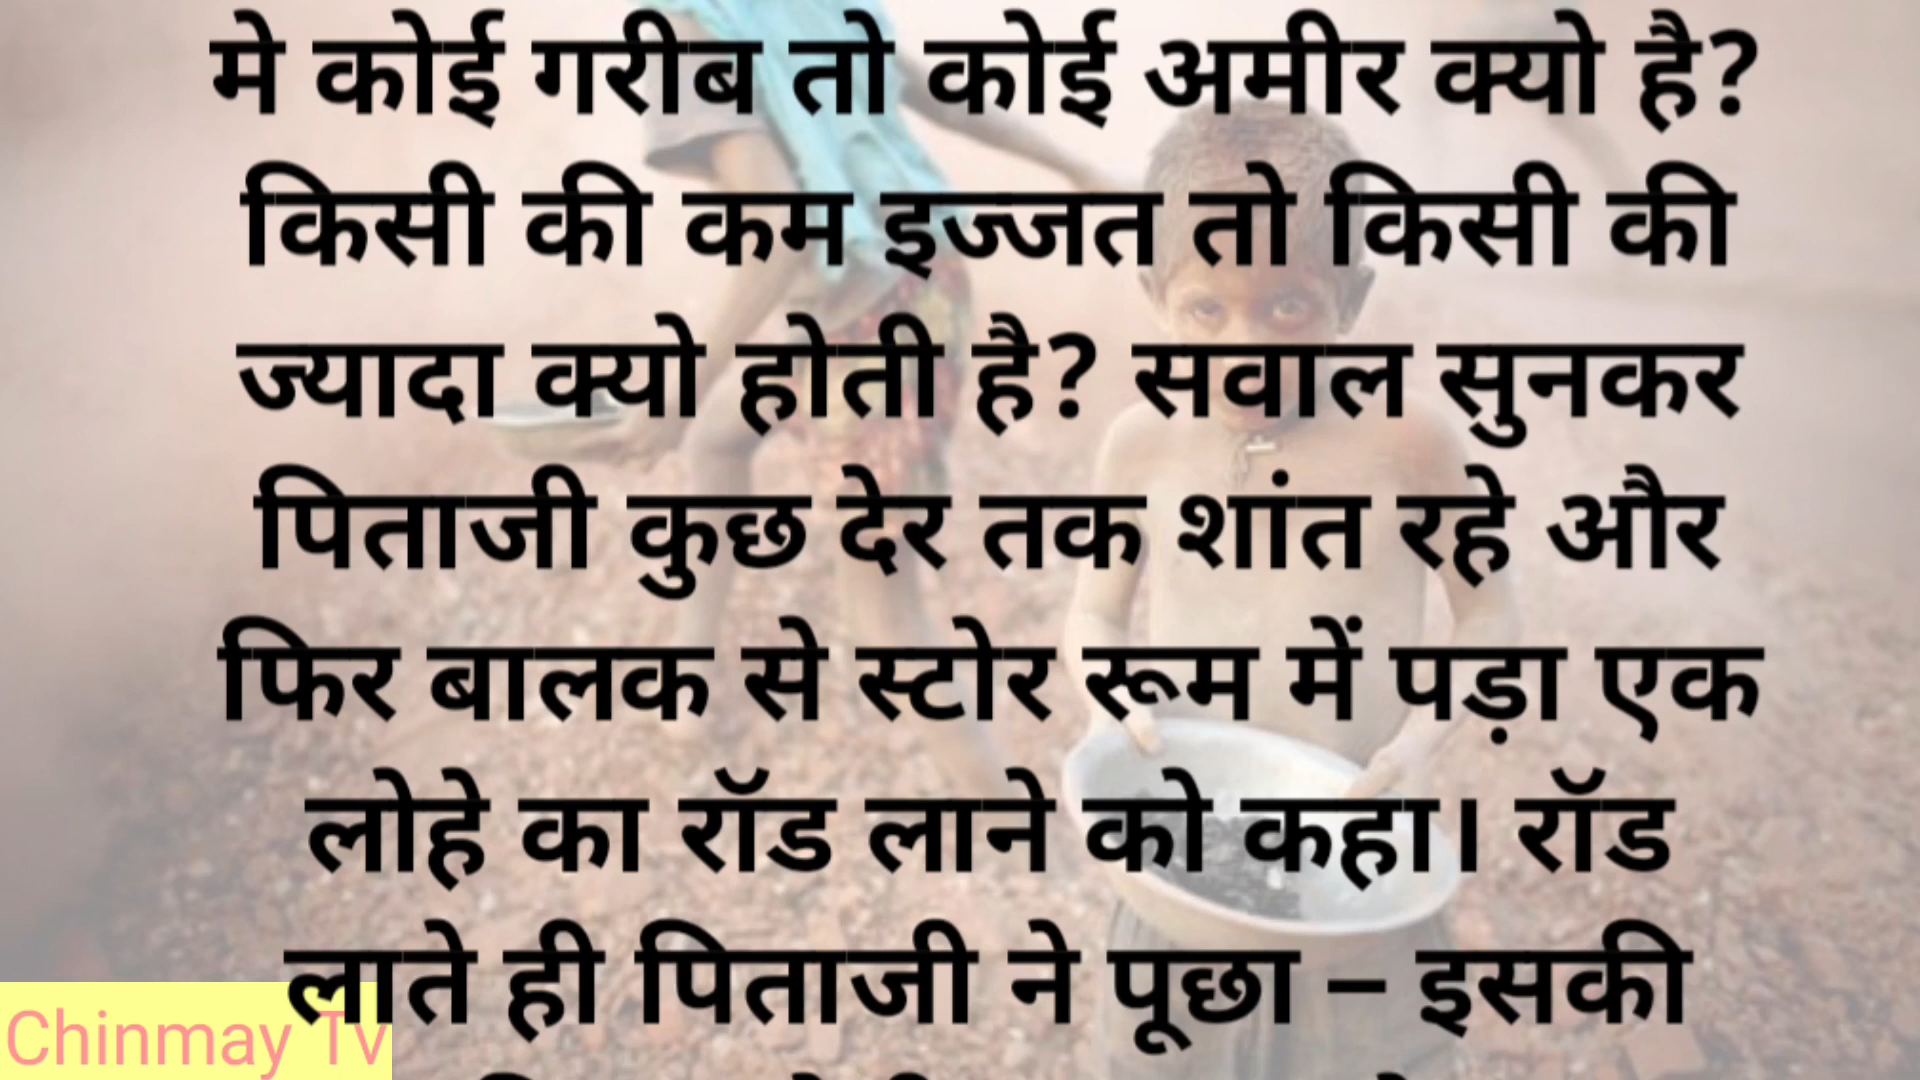 मे कोई गरीब तो कोई अमीर क्यो है?
किसी की कम इज्जत तो किसी की
ज्यादा क्यो होती है? सवाल सुनकर
पिताजी कुछ देर तक शांत रहे और
फिर बालक से स्टोर रूम में पड़ा एक
लोहे का रॉड लाने को कहा। रॉड
लाते ही पिताजी ने पूछा – इसकी
Chinmay Tv